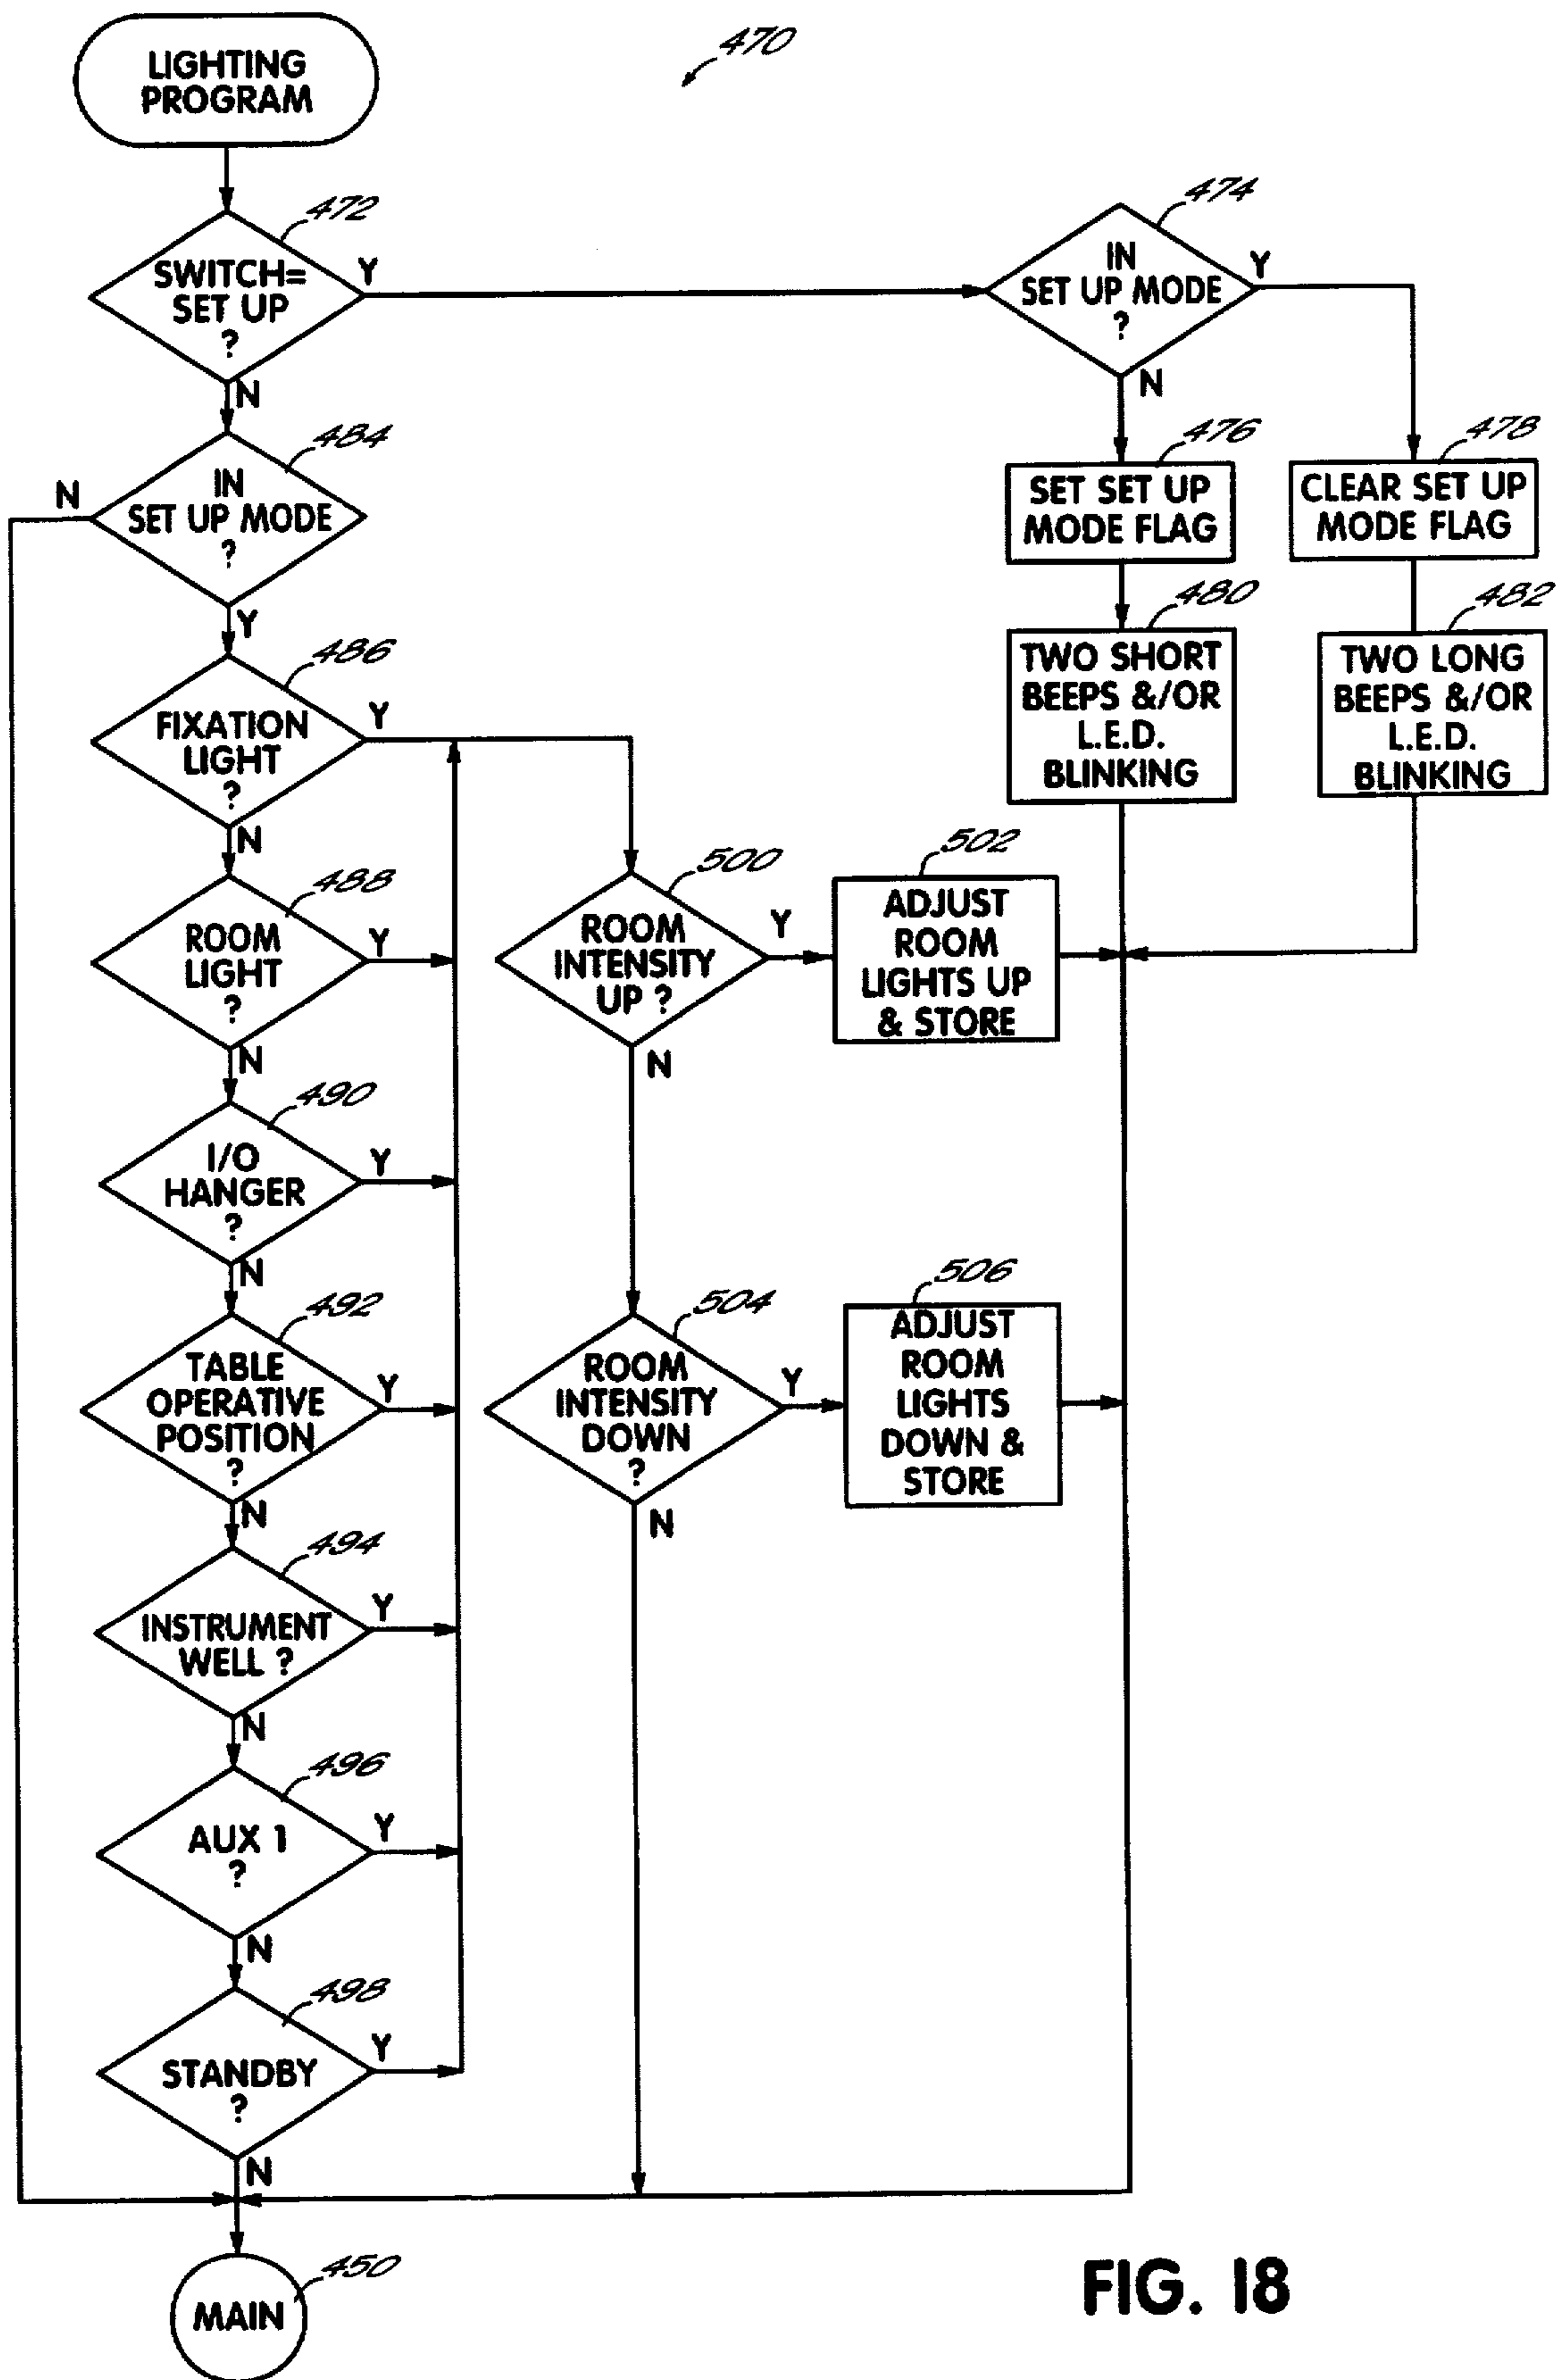 LIGHTING
PROGRAM
470
472
SWITCH=
SET UP
?
Y
N
474
IN
SET UP MODE
?
Y
N
476
SET SET UP
MODE FLAG
478
CLEAR SET UP
MODE FLAG
480
TWO SHORT
BEEPS &/OR
L.E.D.
BLINKING
482
TWO LONG
BEEPS &/OR
L.E.D.
BLINKING
484
IN
SET UP MODE
?
N
Y
486
FIXATION
LIGHT
?
Y
N
488
ROOM
LIGHT
?
Y
N
500
ROOM
INTENSITY
UP ?
Y
N
502
ADJUST
ROOM
LIGHTS UP
& STORE
490
I/O
HANGER
?
Y
N
492
TABLE
OPERATIVE
POSITION
?
Y
N
504
ROOM
INTENSITY
DOWN
?
Y
N
506
ADJUST
ROOM
LIGHTS
DOWN &
STORE
494
INSTRUMENT
WELL ?
Y
N
496
AUX 1
?
Y
N
498
STANDBY
?
Y
N
450
MAIN
FIG. 18